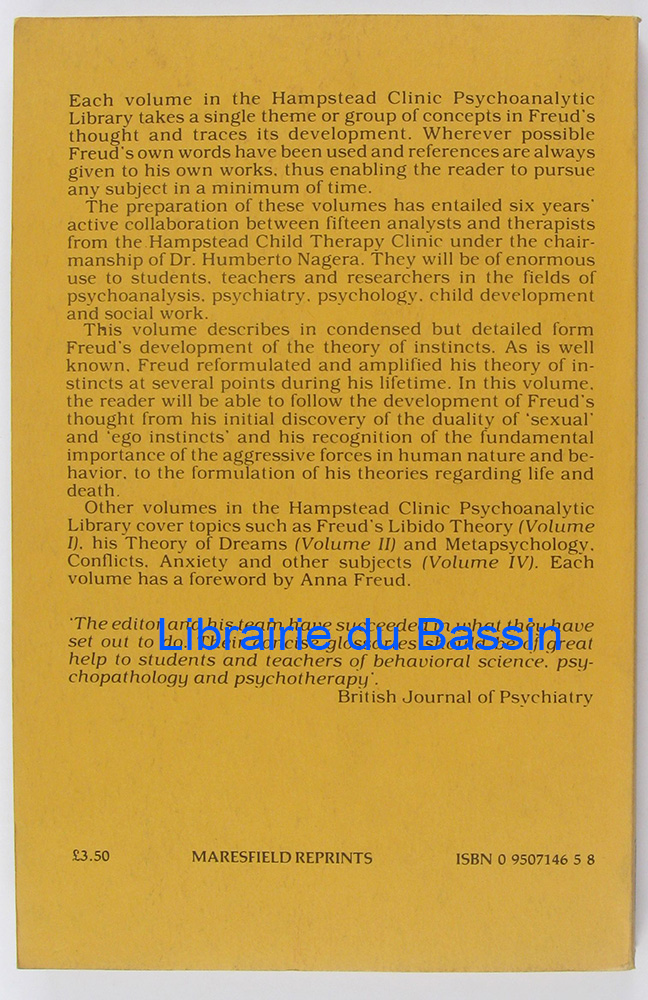 Each volume in the Hampstead Clinic Psychoanalytic
Library takes a single theme or group of concepts in Freud's
thought and traces its development. Wherever possible
Freud's own words have been used and references are always
given to his own works, thus enabling the reader to pursue
any subject in a minimum of time.
The preparation of these volumes has entailed six years'
active collaboration between fifteen analysts and therapists
from the Hampstead Child Therapy Clinic under the chair-
manship of Dr. Humberto Nagera. They will be of enormous
use to students, teachers and researchers in the fields of
psychoanalysis, psychiatry, psychology, child development
and social work.
This volume describes in condensed but detailed form
Freud's development of the theory of instincts. As is well
known, Freud reformulated and amplified his theory of in-
stincts at several points during his lifetime. In this volume,
the reader will be able to follow the development of Freud's
thought from his initial discovery of the duality of 'sexual'
and 'ego instincts' and his recognition of the fundamental
importance of the aggressive forces in human nature and be-
havior, to the formulation of his theories regarding life and
death.
Other volumes in the Hampstead Clinic Psychoanalytic
Library cover topics such as Freud's Libido Theory (Volume
I), his Theory of Dreams (Volume II) and Metapsychology,
Conflicts, Anxiety and other subjects (Volume IV). Each
volume has a foreword by Anna Freud.
'The editor and his team have succeeded in what they have
Librairie du Bassin
set out to do. Their concise glossaries should be of great
help to students and teachers of behavioral science, psy-
chopathology and psychotherapy'.
British Journal of Psychiatry
£3.50 MARESFIELD REPRINTS ISBN 0 9507146 5 8